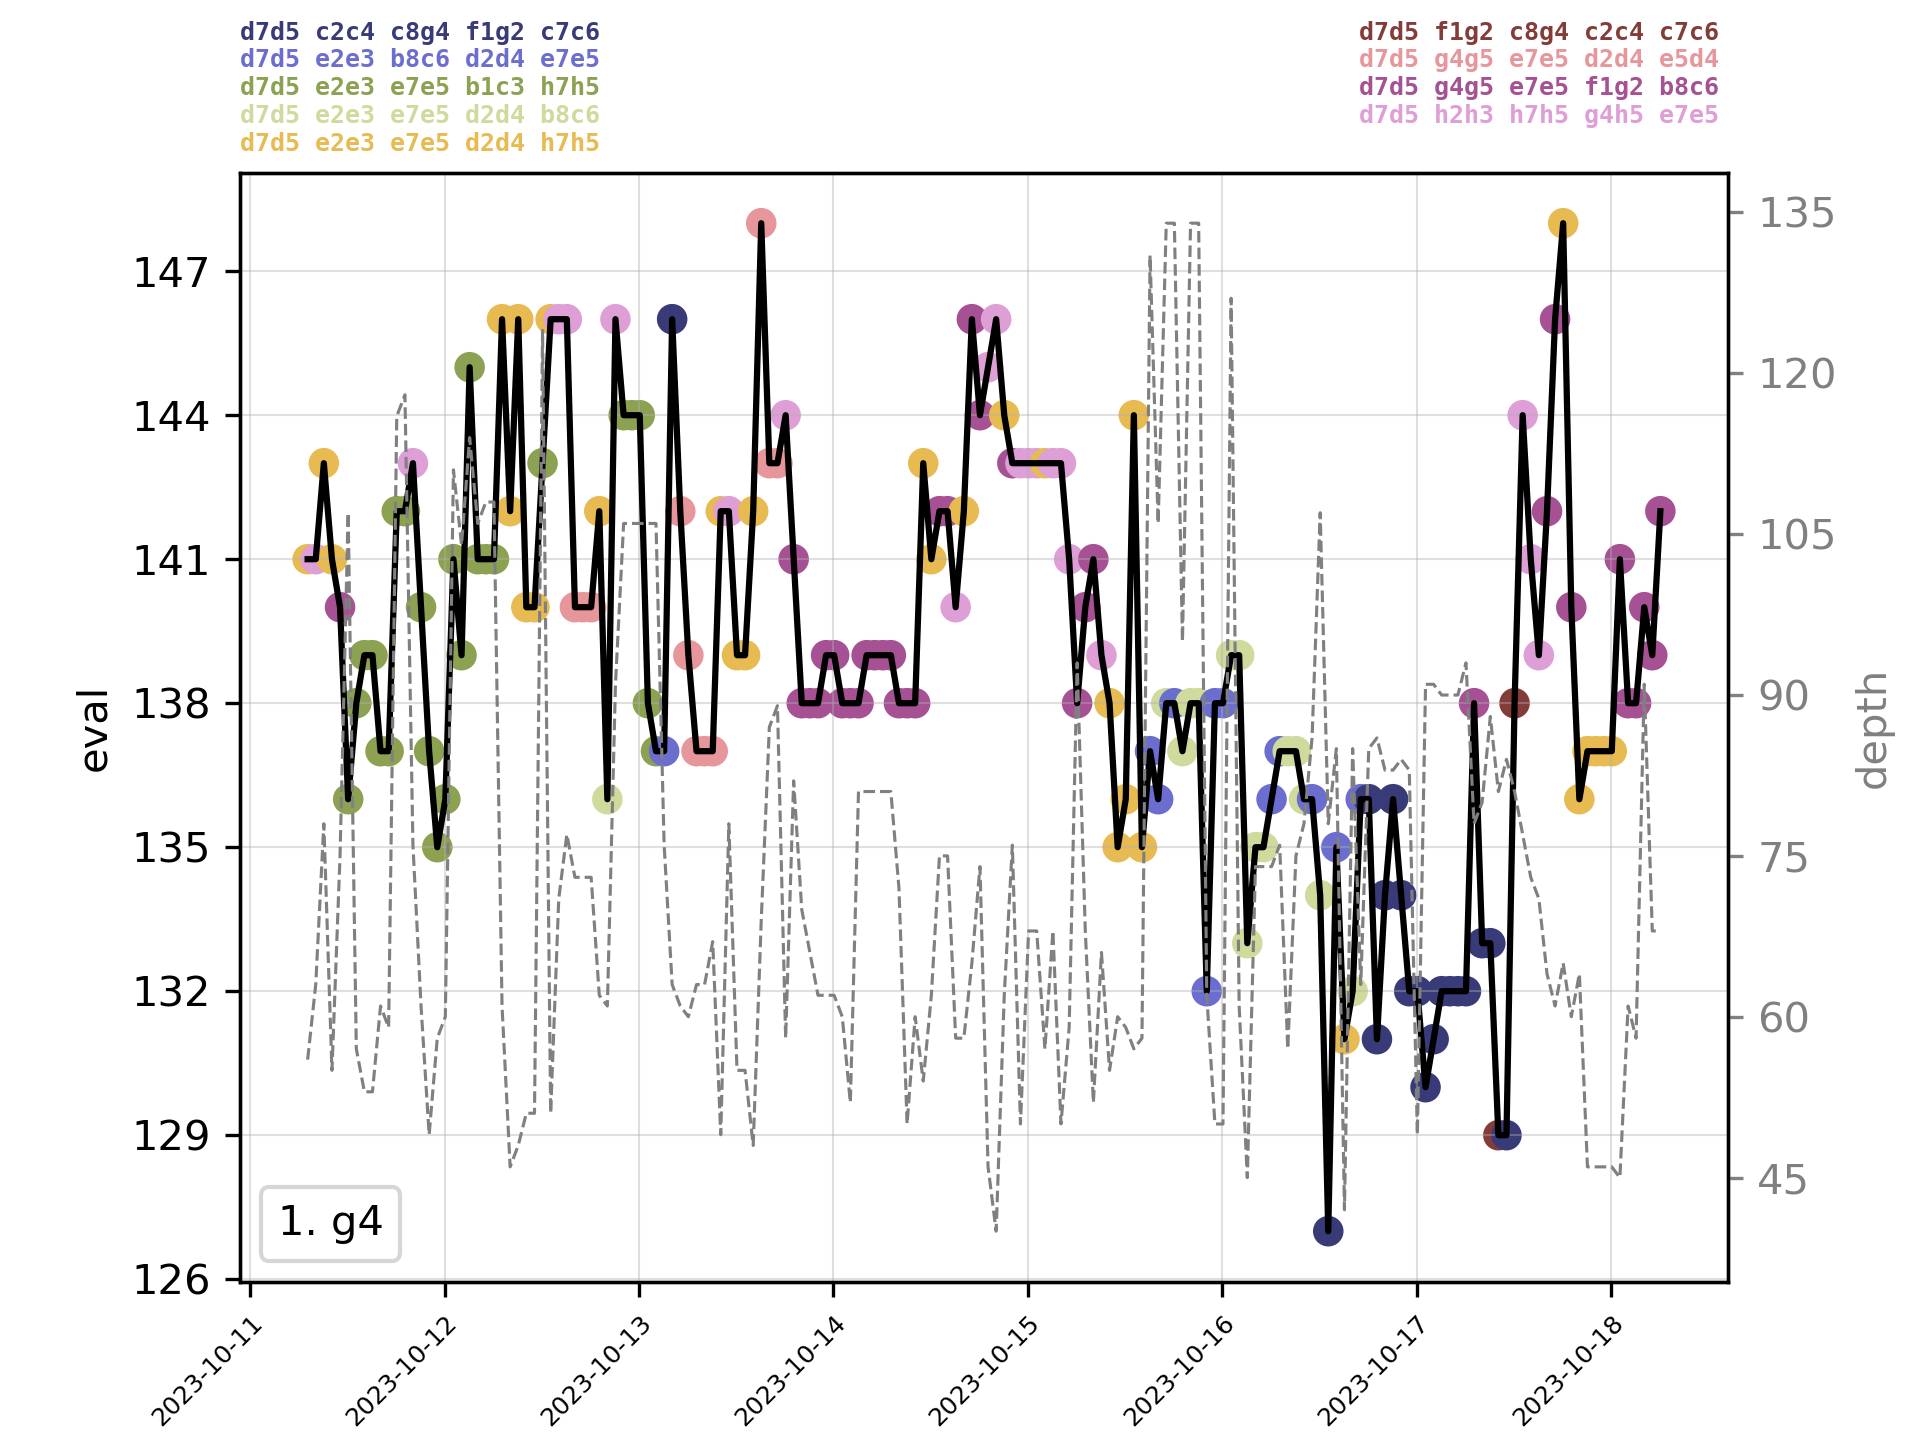 d7d5 c2c4 c8g4 f1g2 c7c6
d7d5 e2e3 b8c6 d2d4 e7e5
d7d5 e2e3 e7e5 b1c3 h7h5
d7d5 e2e3 e7e5 d2d4 b8c6
d7d5 e2e3 e7e5 d2d4 h7h5
d7d5 f1g2 c8g4 c2c4 c7c6
d7d5 g4g5 e7e5 d2d4 e5d4
d7d5 g4g5 e7e5 f1g2 b8c6
d7d5 h2h3 h7h5 g4h5 e7e5
eval
147
144
141
138
135
132
129
126
1. g4
135
120
105
90
75
60
45
depth
2023-10-11
2023-10-12
2023-10-13
2023-10-14
2023-10-15
2023-10-16
2023-10-17
2023-10-18